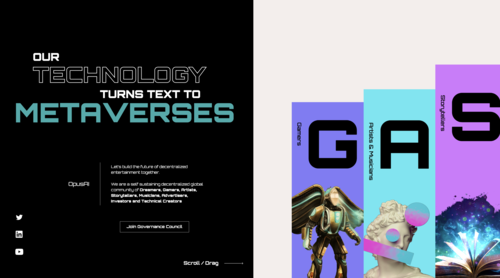 OUR
TECHNOLOGY
TURNS TEXT TO
METAVERSES
OpusAI
Let's build the future of decentralized
entertainment together
We are a self sustaining decentralized global
community of Dreamers, Gamers, Artists,
Storytellers, Musicians, Advertisers,
Investors and Technical Creators
Join Governance Council
Scroll / Drag
Gamers
G
Artists & Musicians
A
Storytellers
S